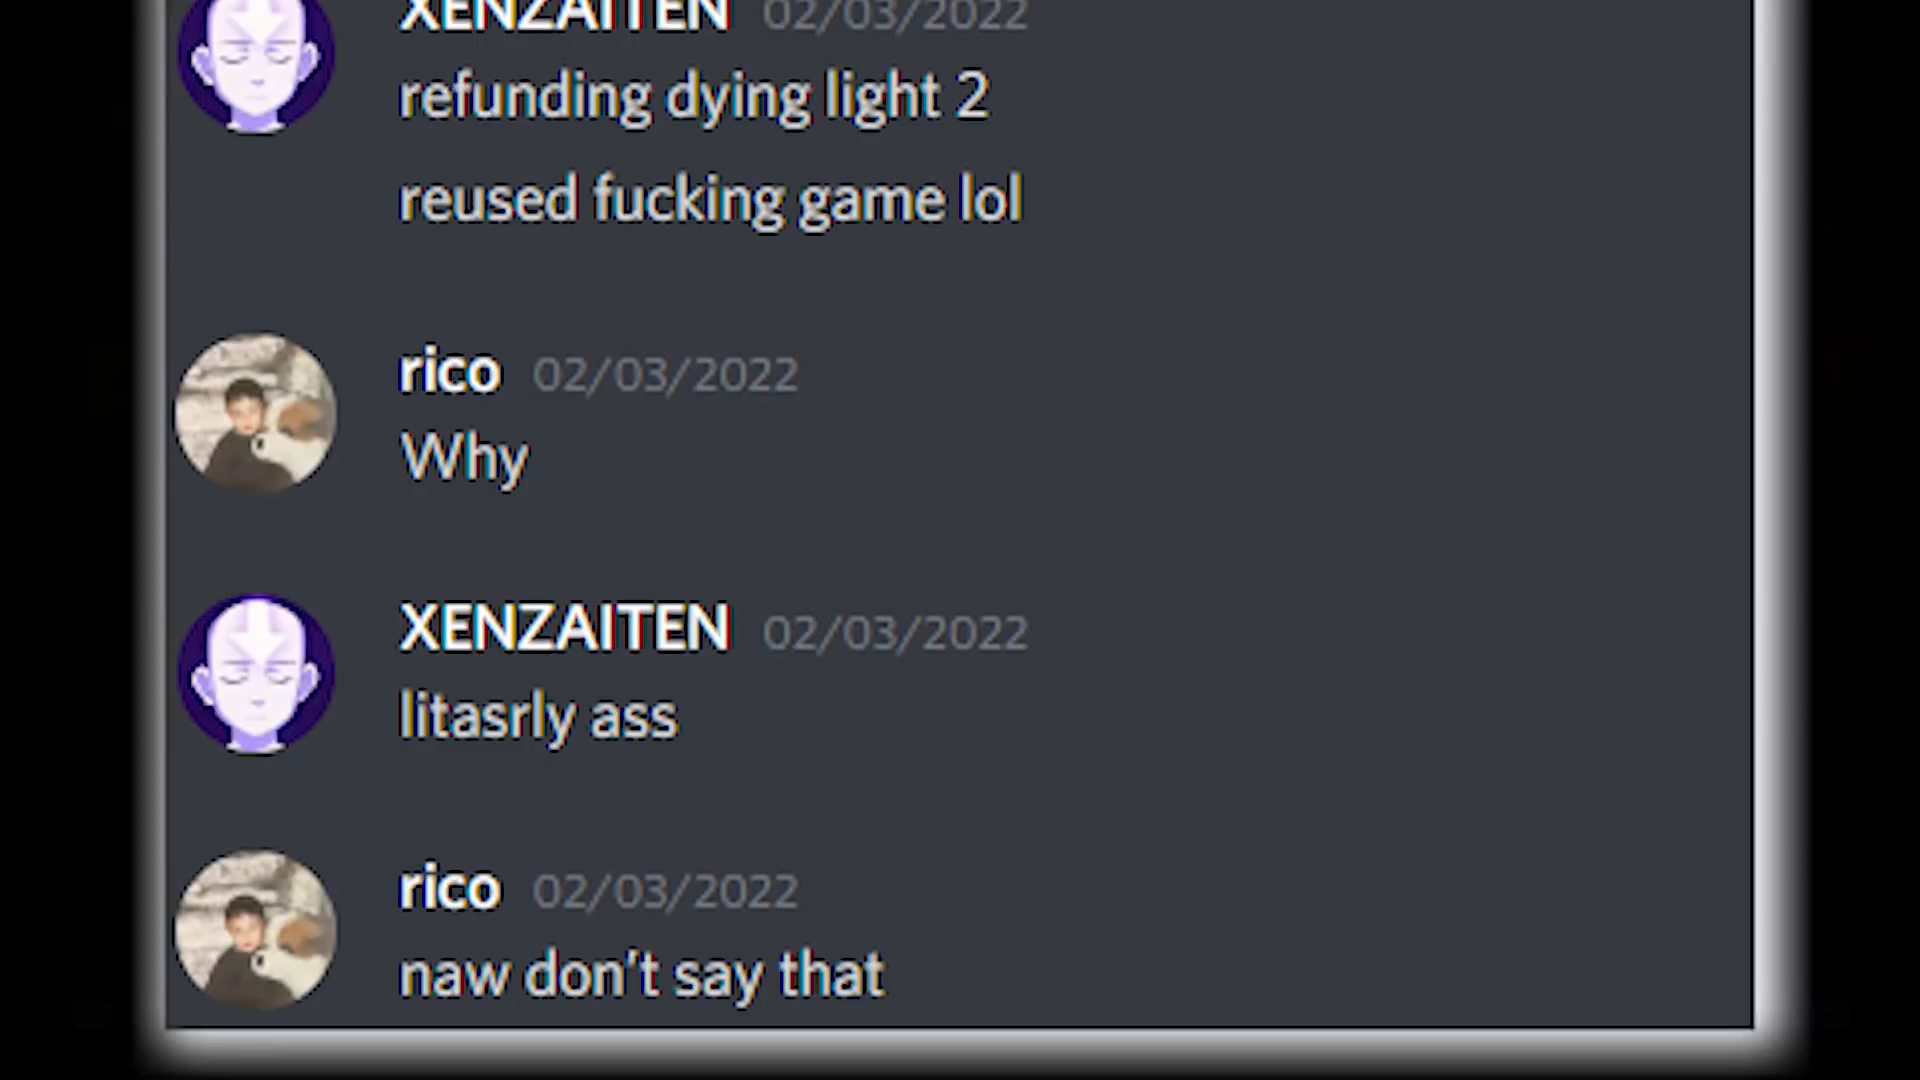 XENZAITEN 02/03/2022
refunding dying light 2
reused fucking game lol
rico 02/03/2022
Why
XENZAITEN 02/03/2022
litasrly ass
rico 02/03/2022
naw don't say that